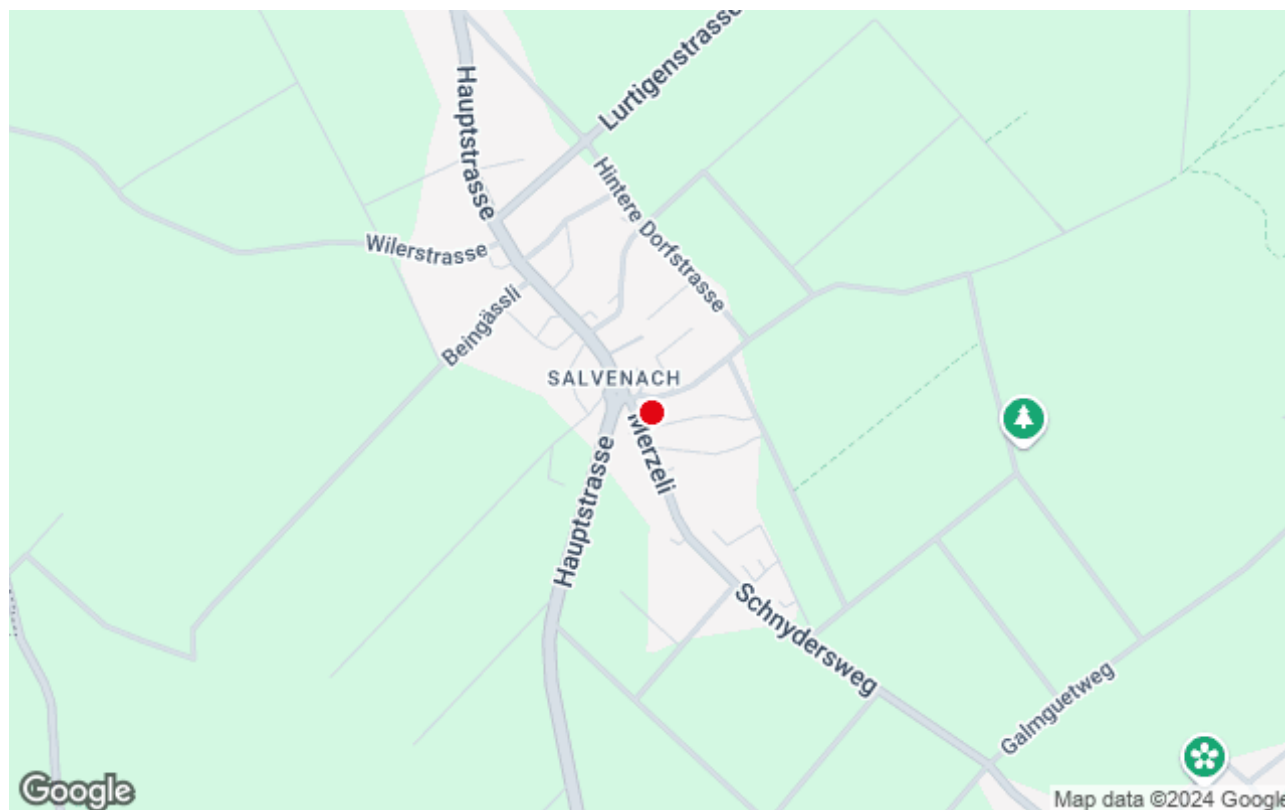 Lurtigenstrasse
Hauptstrasse
Hintere Dorfstrasse
Wilerstrasse
Beingässli
SALVENACH
Merzeli
Hauptstrasse
Schnydersweg
Galmguetweg
Google
Map data ©2024 Google